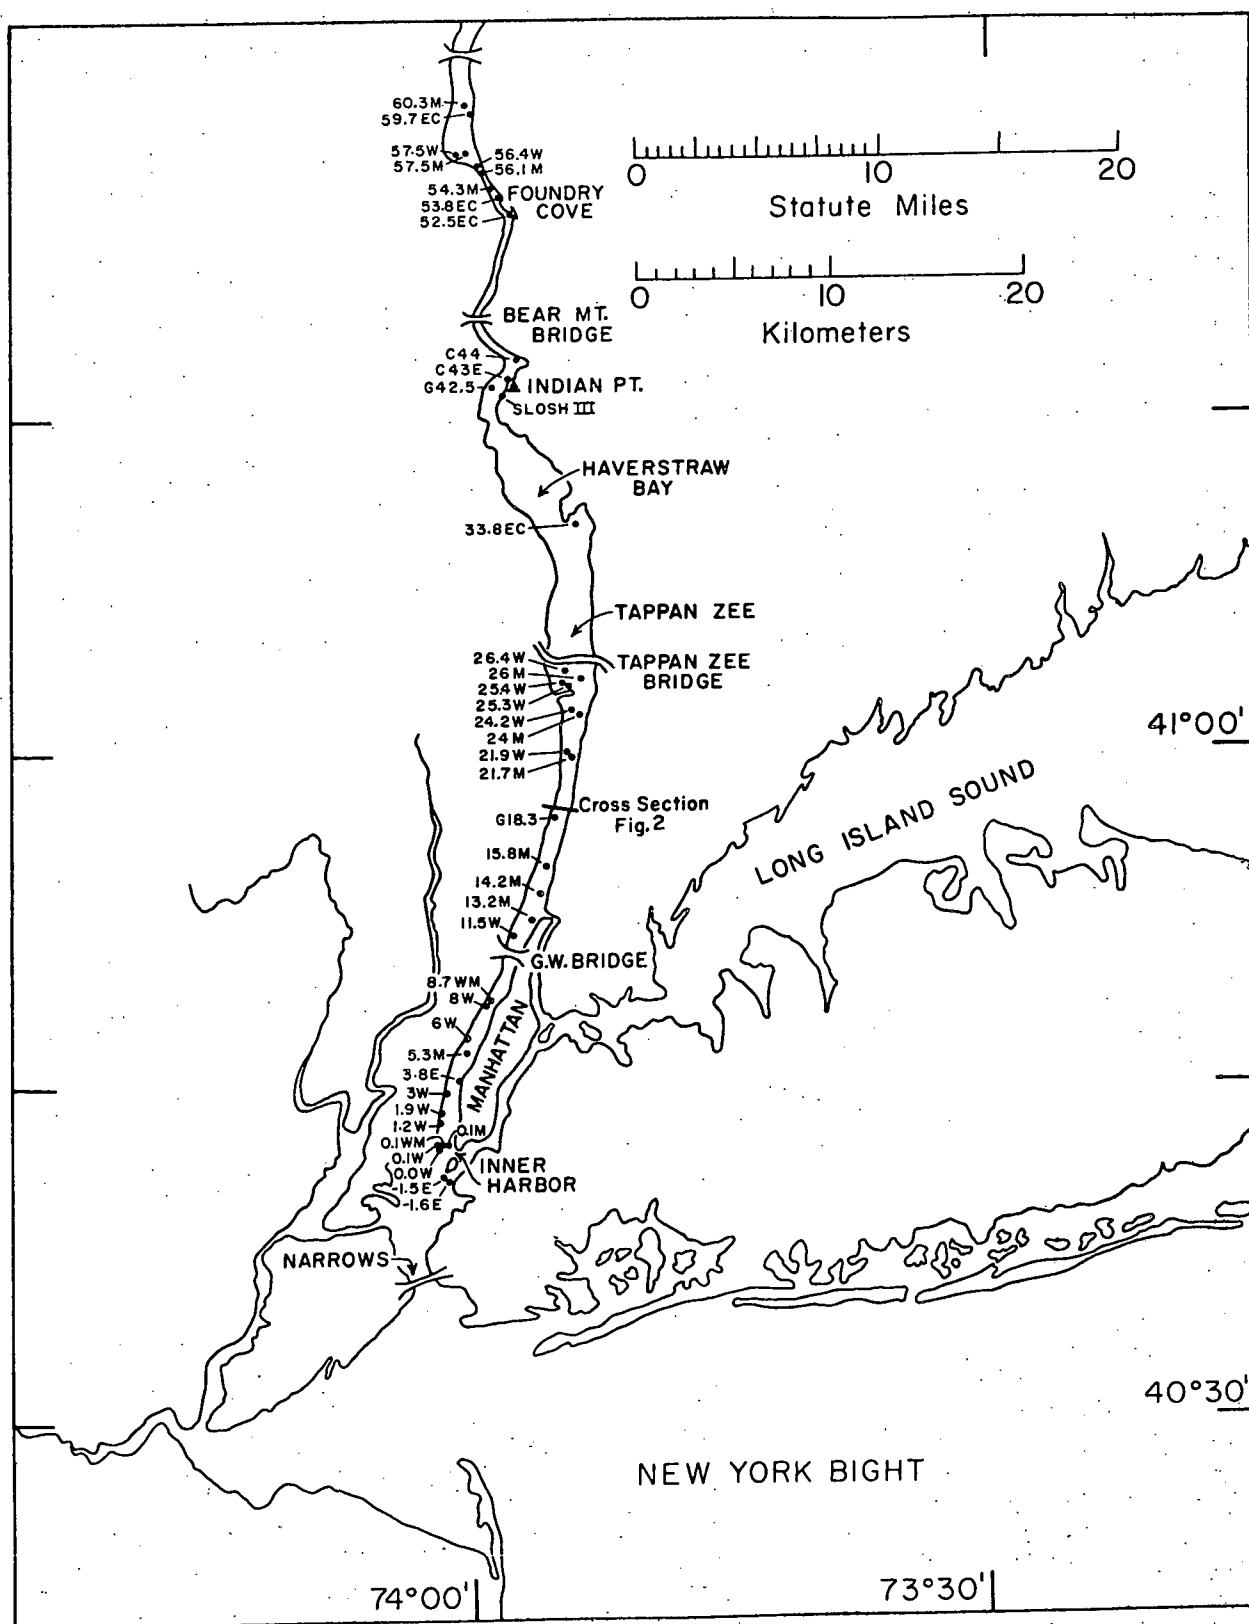 60.3M
59.7EC
57.5W
57.5M
56.4W
56.1M
54.3M
53.8EC
52.5EC
FOUNDRY
COVE
0 10 20
Statute Miles
0 10 20
Kilometers
BEAR MT.
BRIDGE
C44
C43E
G42.5
INDIAN PT.
SLOSH III
HAVERSTRAW
BAY
33.8EC
TAPPAN ZEE
26.4W
26M
25.4W
25.3W
24.2W
24M
21.9W
21.7M
TAPPAN ZEE
BRIDGE
41°00'
G18.3
Cross Section
Fig.2
LONG ISLAND SOUND
15.8M
14.2M
13.2M
11.5W
G.W. BRIDGE
8.7WM
8W
6W
5.3M
3.8E
3W
1.9W
1.2W
0.1WM
0.1W
0.0W
-1.5E
-1.6E
0.1M
MANHATTAN
INNER
HARBOR
NARROWS
40°30'
NEW YORK BIGHT
74°00'
73°30'